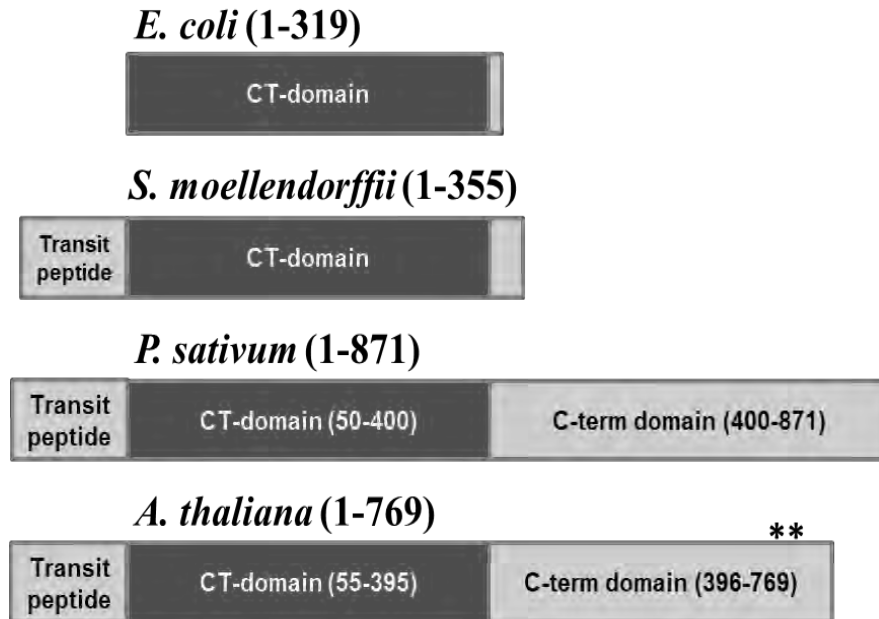 E. coli (1-319)
CT-domain
S. moellendorffii (1-355)
Transit
peptide
CT-domain
P. sativum (1-871)
Transit
peptide
CT-domain (50-400)
C-term domain (400-871)
A. thaliana (1-769)
**
Transit
peptide
CT-domain (55-395)
C-term domain (396-769)